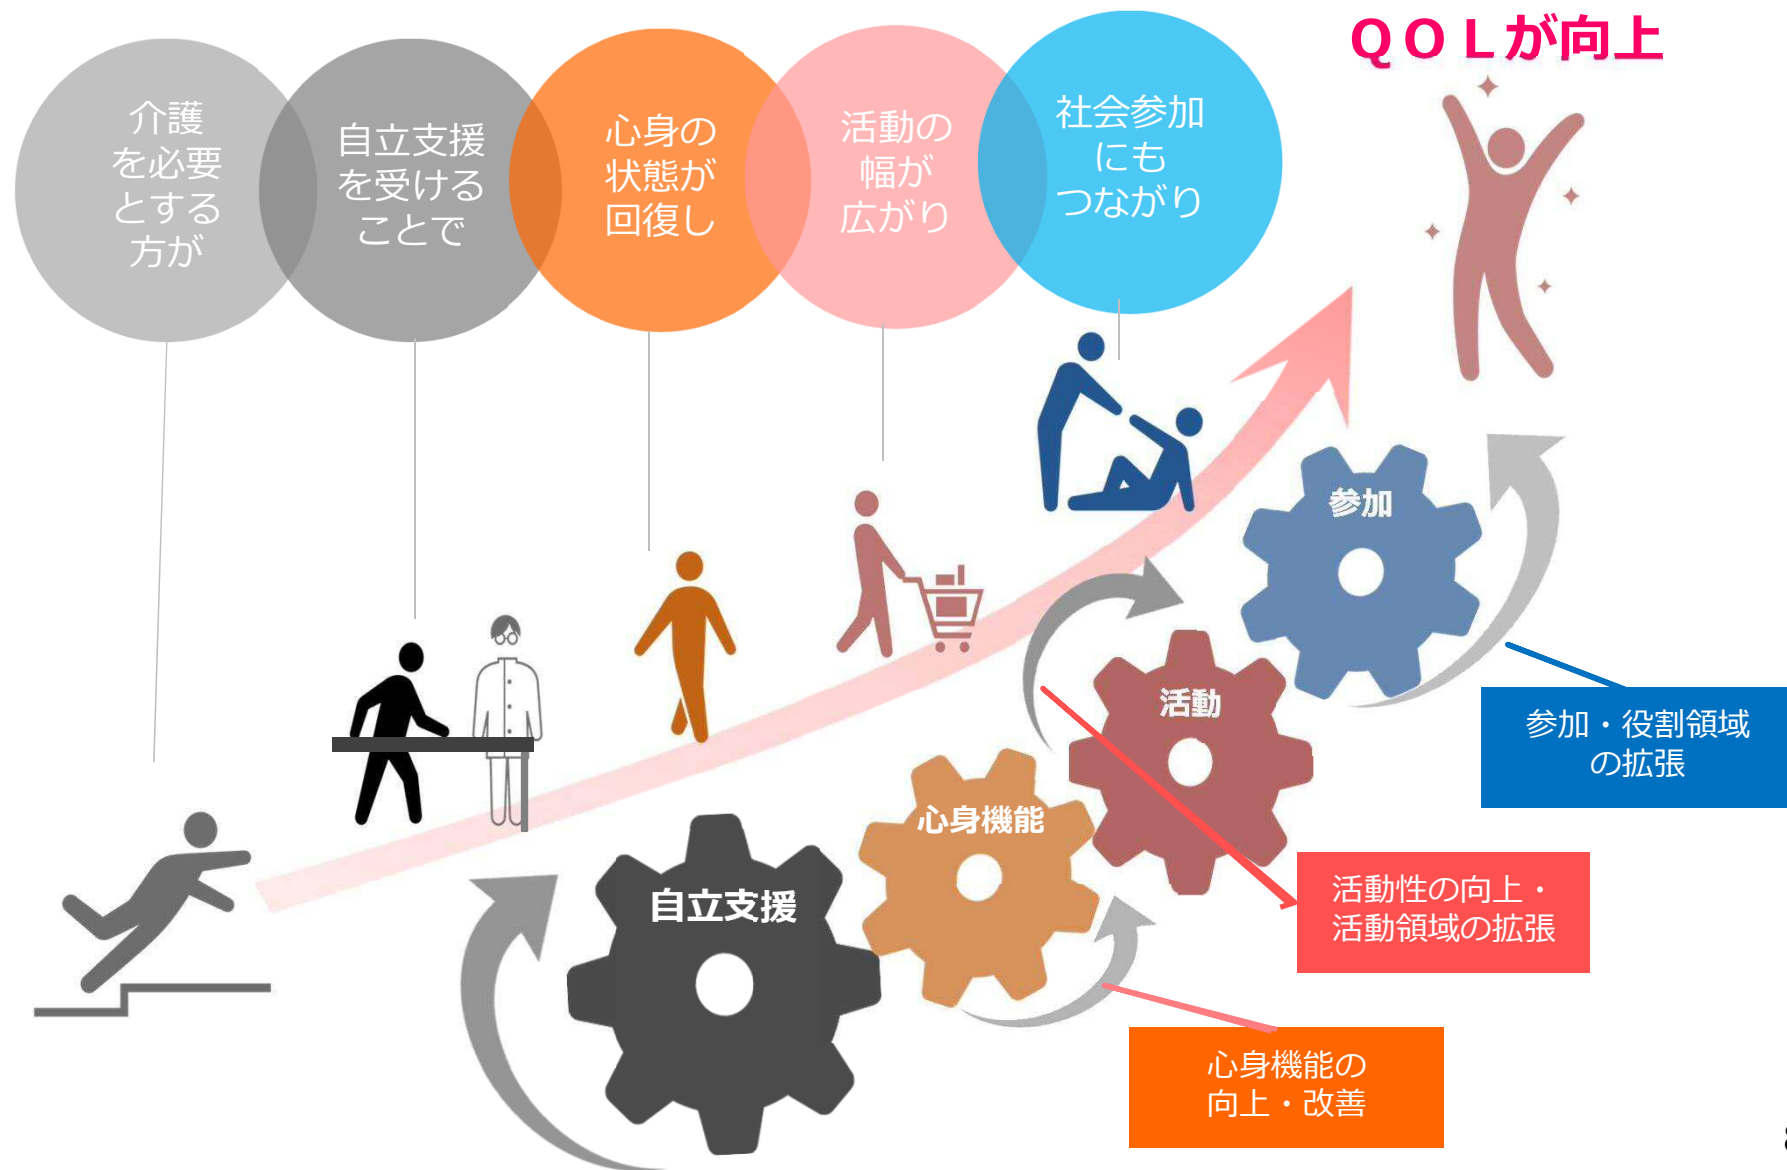 ＱＯＬが向上
介護
を必要
とする
方が
自立支援
を受ける
ことで
心身の
状態が
回復し
活動の
幅が
広がり
社会参加
にも
つながり
参加
活動
心身機能
自立支援
参加・役割領域
の拡張
活動性の向上・
活動領域の拡張
心身機能の
向上・改善